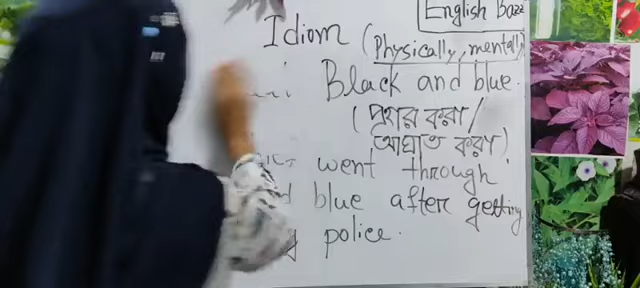 English Bazz
Idiom (Physically, mentally
Black and blue.
(প্রহার করা/
আঘাত করা)
went through
blue after getting
police.